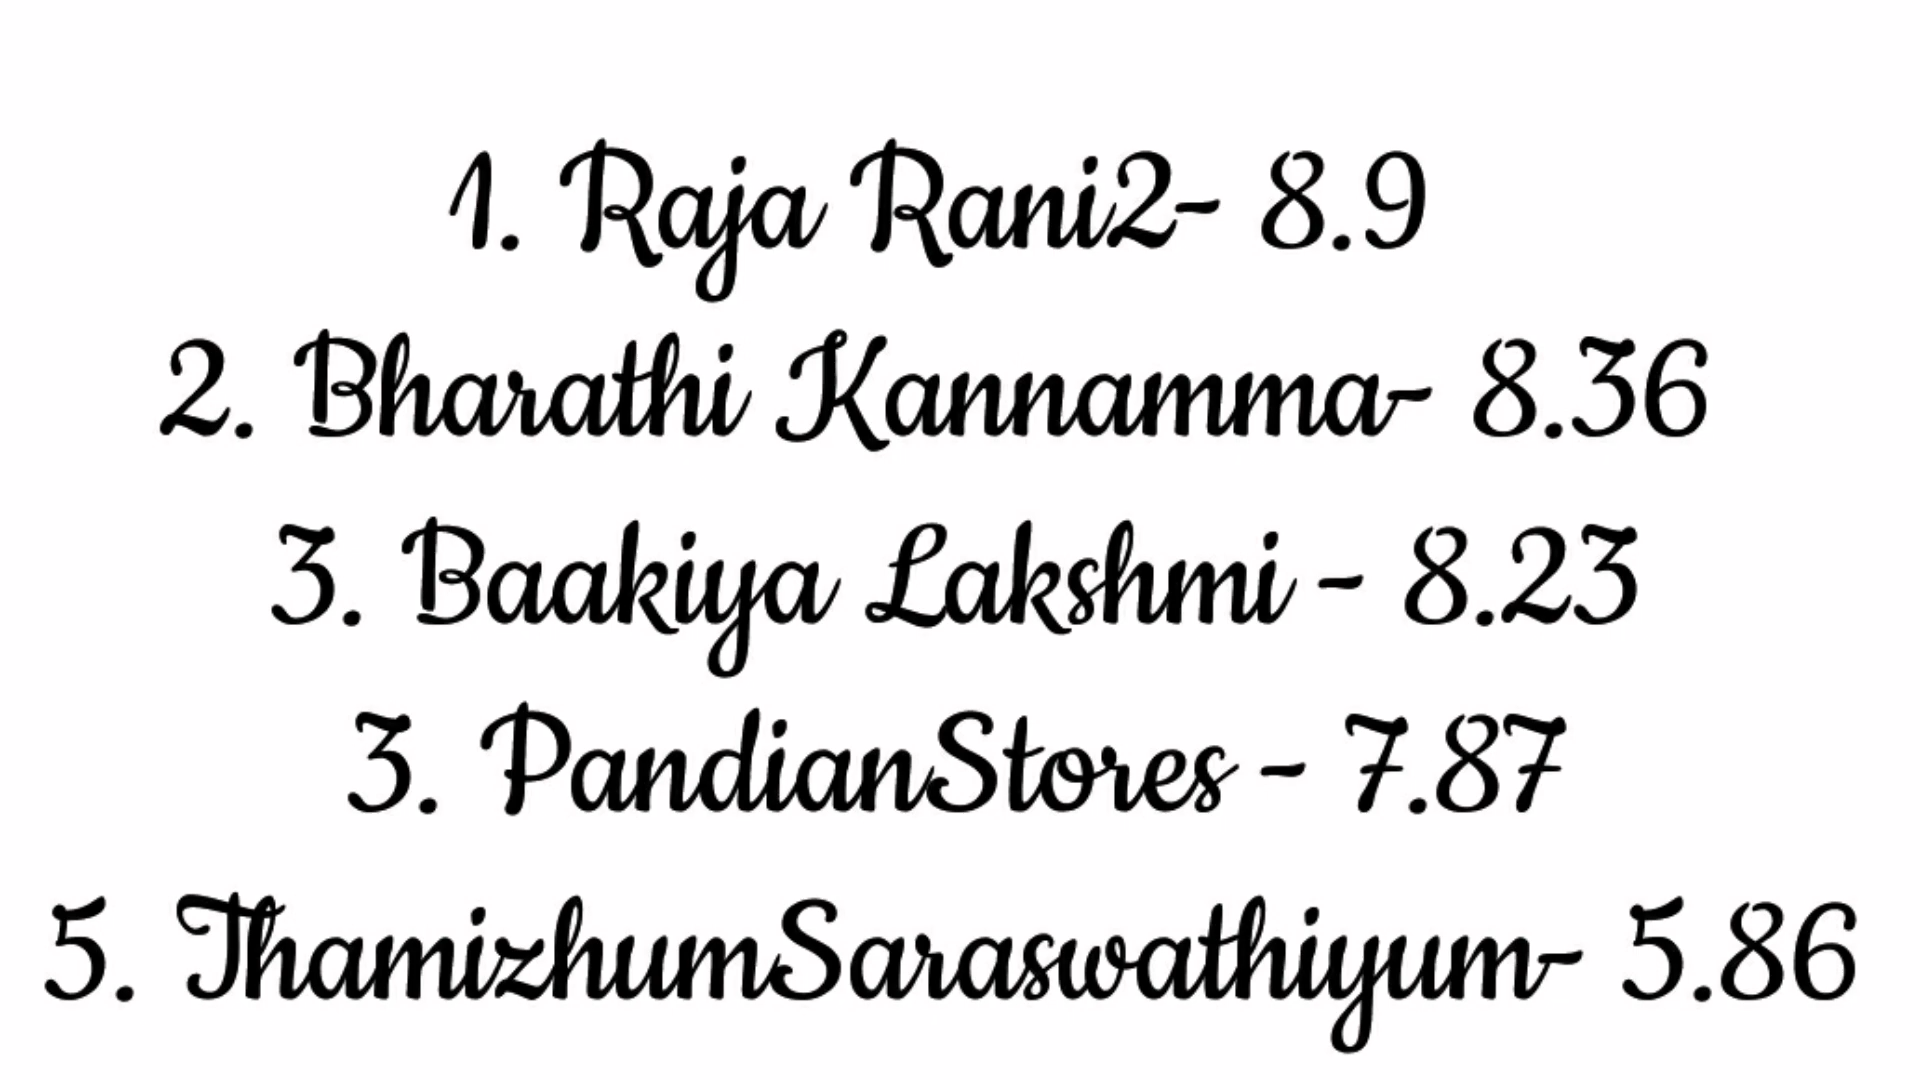 1. Raja Rani2- 8.9
2. Bharathi Kannamma- 8.36
3. Baakiya Lakshmi - 8.23
3. PandianStores - 7.87
5. ThamizhumSaraswathiyum- 5.86